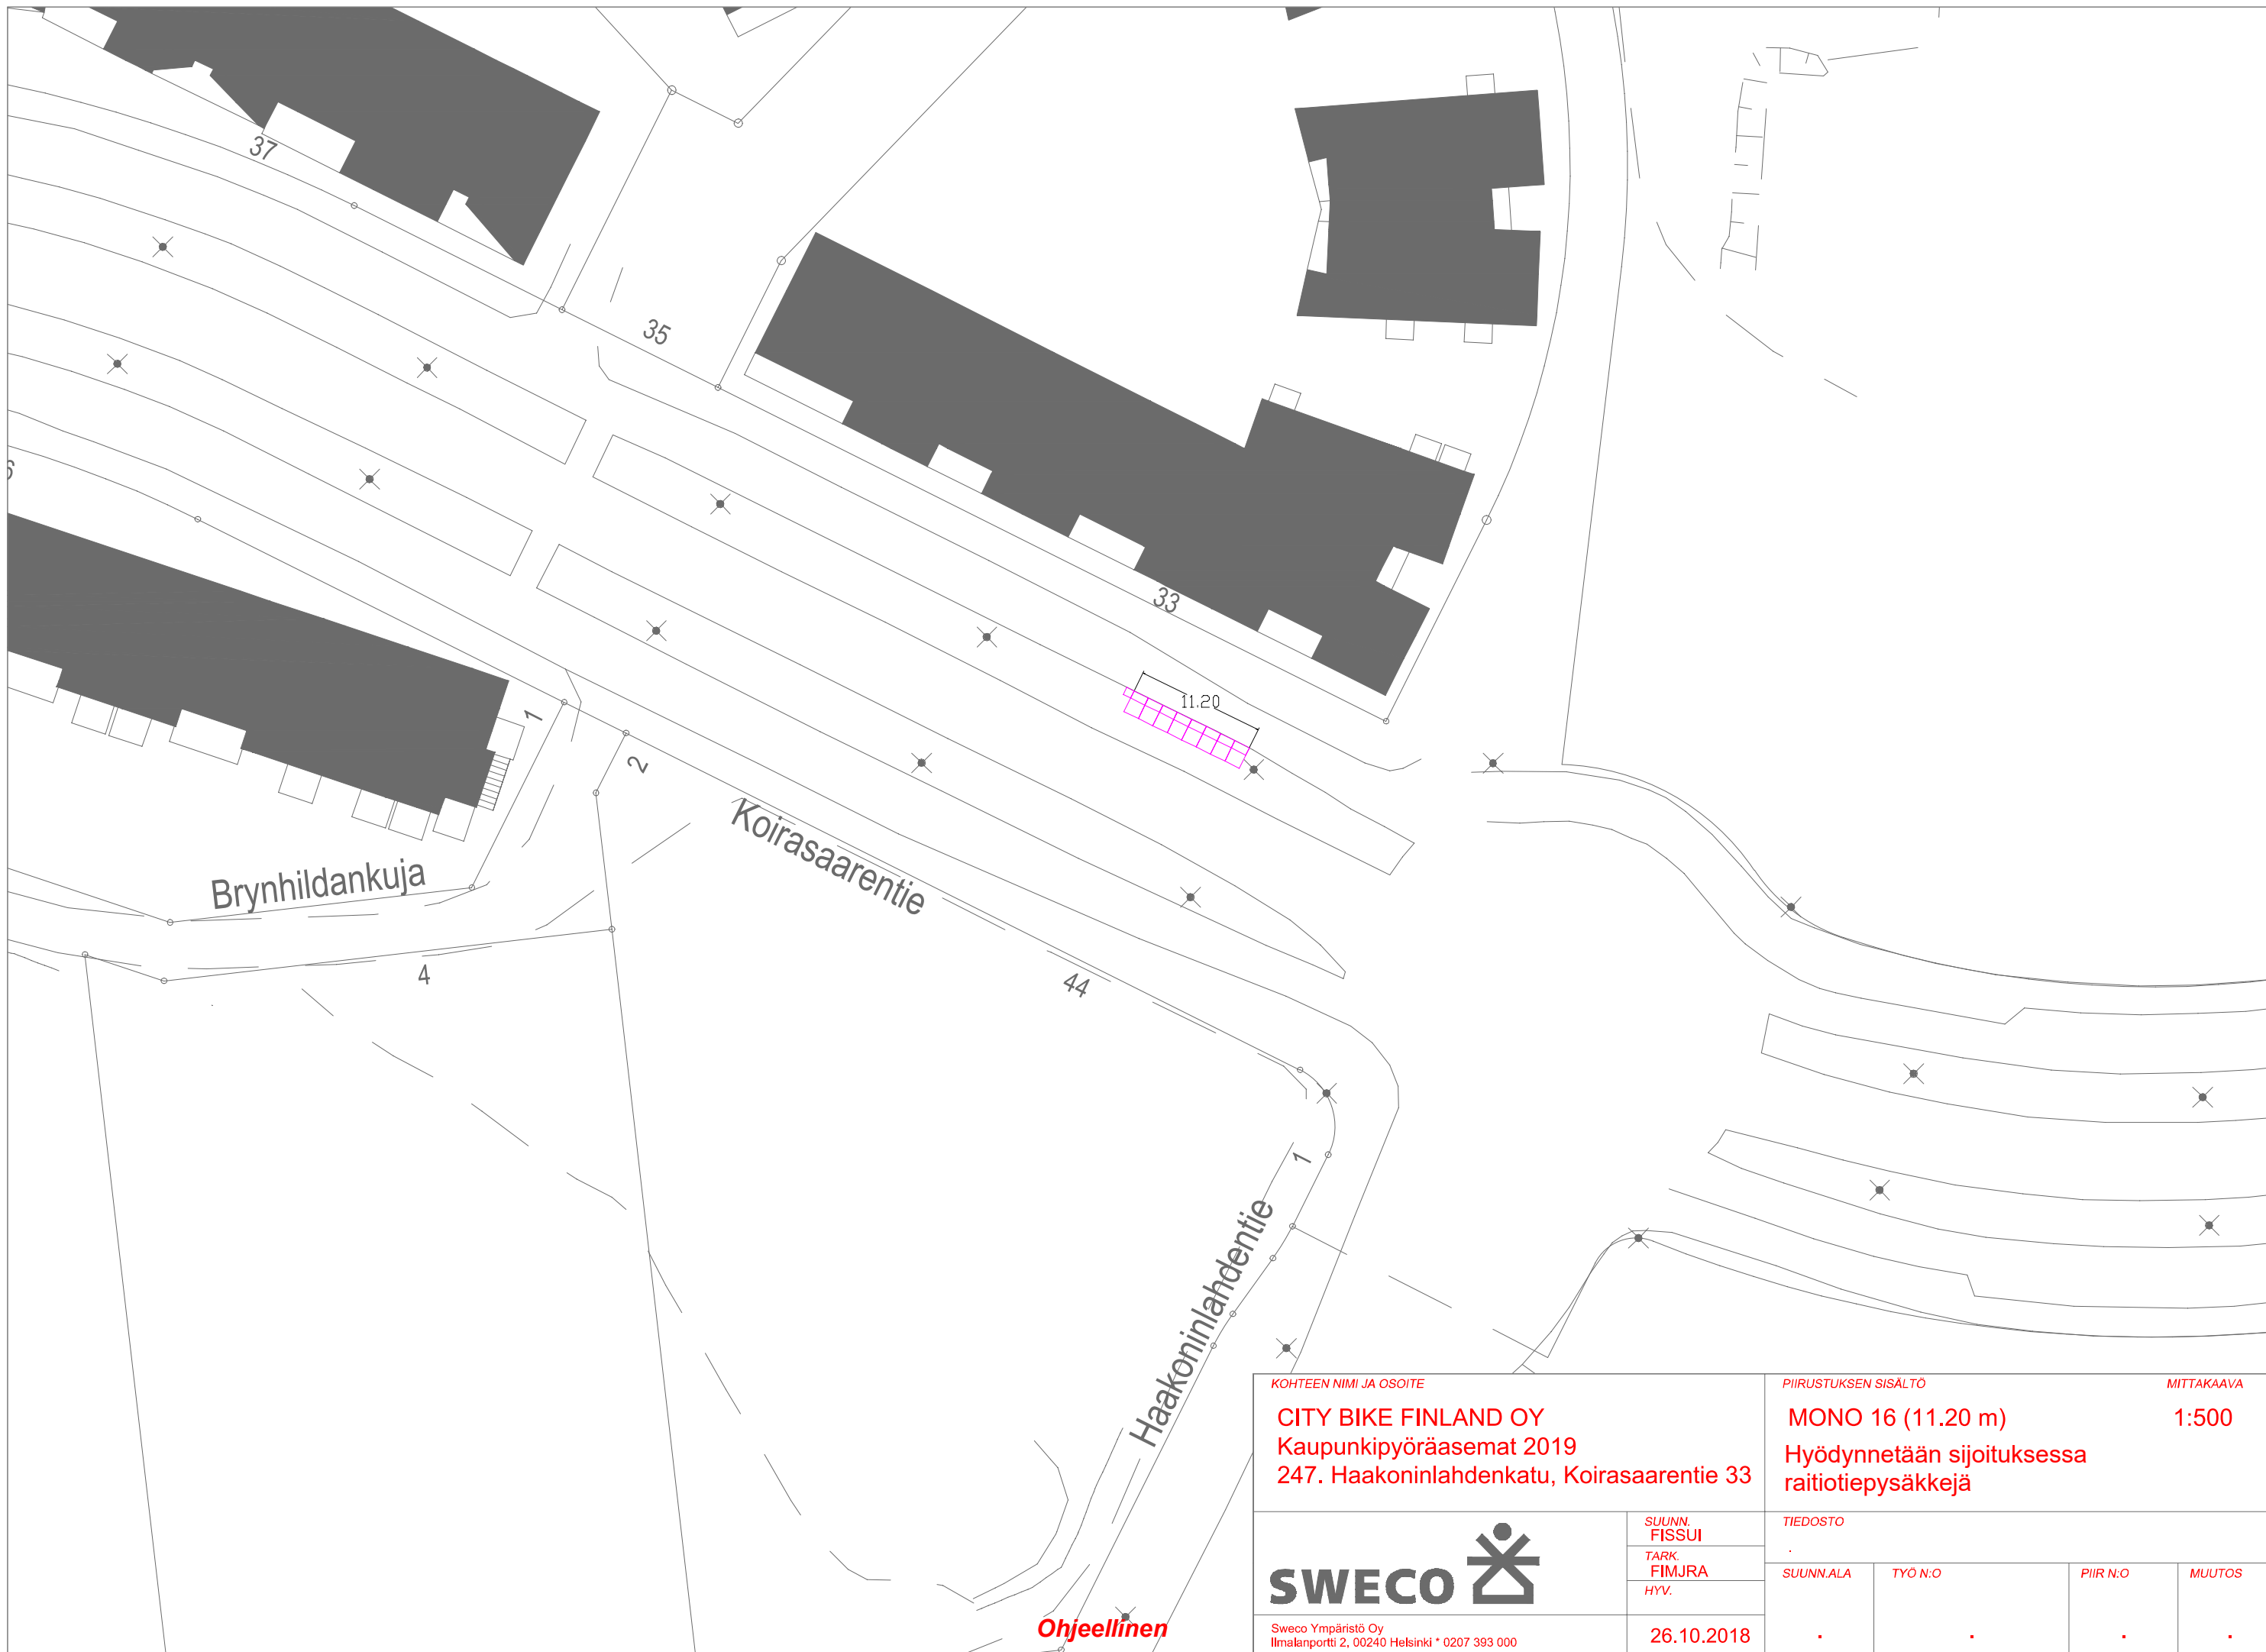 37
35
33
6
11.20
1
2
Koirasaarentie
Brynhildankuja
4
44
1
Haakoninlahdentie
Ohjeellinen
KOHTEEN NIMI JA OSOITE
CITY BIKE FINLAND OY
Kaupunkipyöräasemat 2019
247. Haakoninlahdenkatu, Koirasaarentie 33
PIIRUSTUKSEN SISÄLTÖ
MITTAKAAVA
MONO 16 (11.20 m)
1:500
Hyödynnetään sijoituksessa
raitiotiepysäkkejä
SWECO
SUUNN.
FISSUI
TARK.
FIMJRA
HYV.
TIEDOSTO
.
SUUNN.ALA
TYÖ N:O
PIIR N:O
MUUTOS
Sweco Ympäristö Oy
Ilmalanportti 2, 00240 Helsinki * 0207 393 000
26.10.2018
. . . .